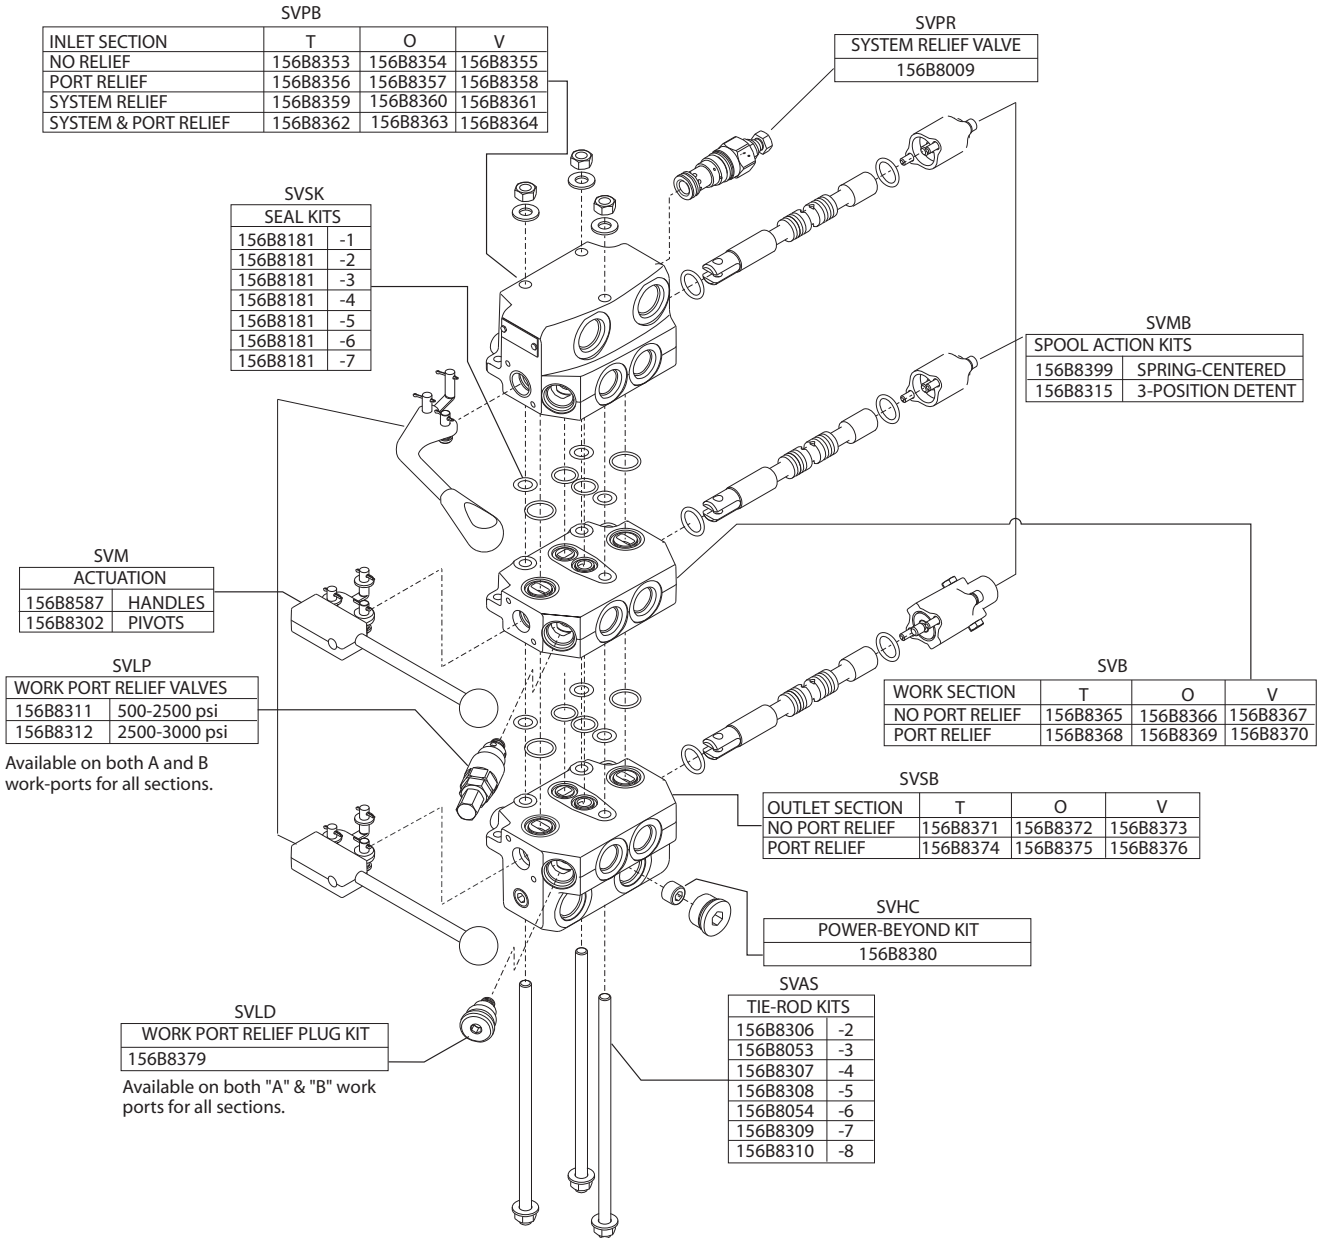 SVPB
INLET SECTION T O V
NO RELIEF 156B8353 156B8354 156B8355
PORT RELIEF 156B8356 156B8357 156B8358
SYSTEM RELIEF 156B8359 156B8360 156B8361
SYSTEM & PORT RELIEF 156B8362 156B8363 156B8364
SVPR
SYSTEM RELIEF VALVE
156B8009
SVSK
SEAL KITS
156B8181 -1
156B8181 -2
156B8181 -3
156B8181 -4
156B8181 -5
156B8181 -6
156B8181 -7
SVMB
SPOOL ACTION KITS
156B8399 SPRING-CENTERED
156B8315 3-POSITION DETENT
SVM
ACTUATION
156B8587 HANDLES
156B8302 PIVOTS
SVLP
WORK PORT RELIEF VALVES
156B8311 500-2500 psi
156B8312 2500-3000 psi
Available on both A and B
work-ports for all sections.
SVB
WORK SECTION T O V
NO PORT RELIEF 156B8365 156B8366 156B8367
PORT RELIEF 156B8368 156B8369 156B8370
SVSB
OUTLET SECTION T O V
NO PORT RELIEF 156B8371 156B8372 156B8373
PORT RELIEF 156B8374 156B8375 156B8376
SVHC
POWER-BEYOND KIT
156B8380
SVAS
TIE-ROD KITS
156B8306 -2
156B8053 -3
156B8307 -4
156B8308 -5
156B8054 -6
156B8309 -7
156B8310 -8
SVLD
WORK PORT RELIEF PLUG KIT
156B8379
Available on both "A" & "B" work
ports for all sections.